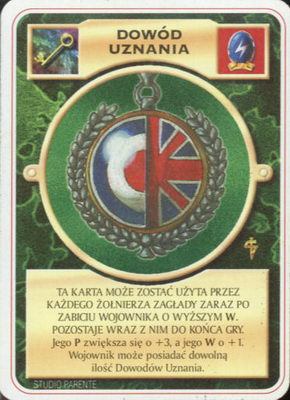 DOWÓD
UZNANIA
TA KARTA MOŻE ZOSTAĆ UŻYTA PRZEZ
KAŻDEGO ŻOŁNIERZA ZAGŁADY ZARAZ PO
ZABICIU WOJOWNIKA O WYŻSZYM W.
POZOSTAJE WRAZ Z NIM DO KOŃCA GRY.
Jego P zwiększa się o +3, a jego W o +1.
Wojownik może posiadać dowolną
ilość Dowodów Uznania.
STUDIO PARENTE